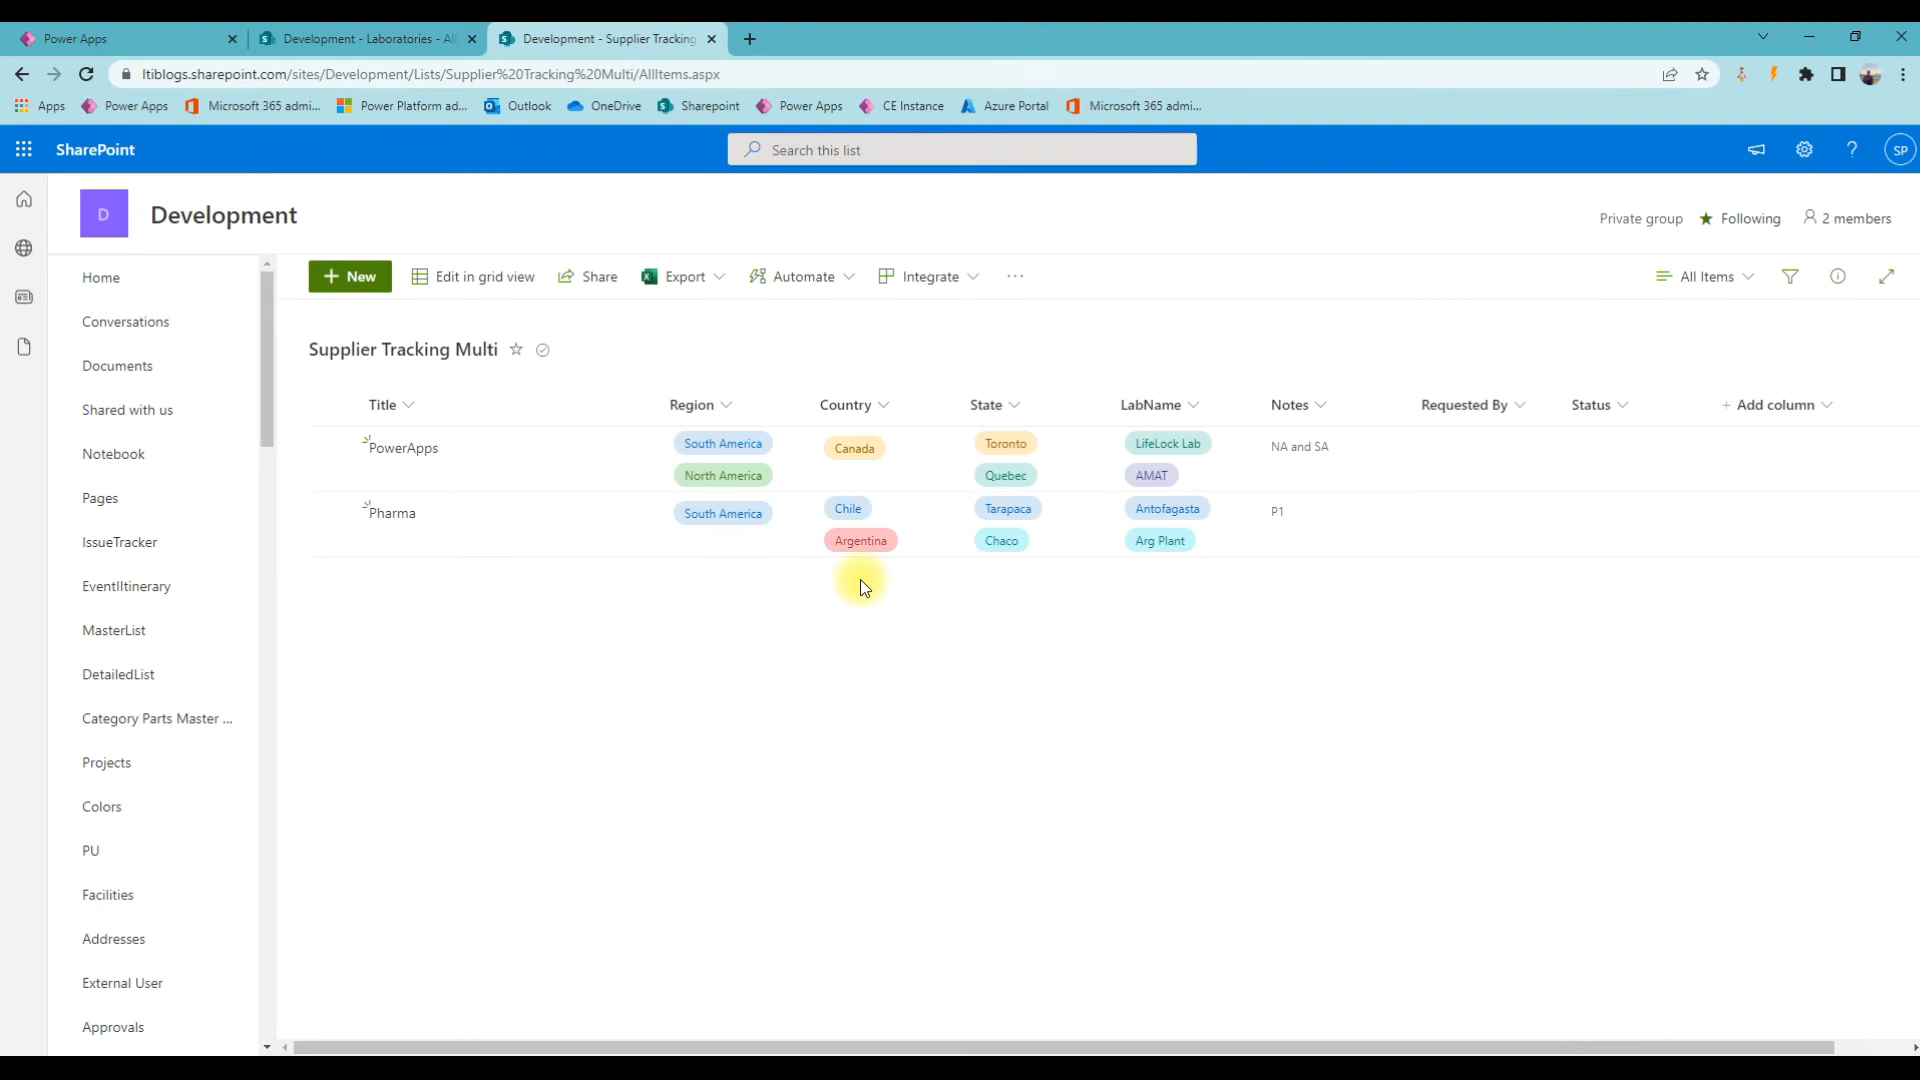 Power Apps
Development - Laboratories - Al
Development - Supplier Tracking
ltiblogs.sharepoint.com/sites/Development/Lists/Supplier%20Tracking%20Multi/AllItems.aspx
Apps
Power Apps
Microsoft 365 admi...
Power Platform ad...
Outlook
OneDrive
Sharepoint
Power Apps
CE Instance
Azure Portal
Microsoft 365 admi...
SharePoint
Search this list
SP
D
Development
Private group
Following
2 members
Home
Conversations
Documents
Shared with us
Notebook
Pages
IssueTracker
EventIItinerary
MasterList
DetailedList
Category Parts Master ...
Projects
Colors
PU
Facilities
Addresses
External User
Approvals
New
Edit in grid view
Share
Export
Automate
Integrate
All Items
Supplier Tracking Multi
Title
Region
Country
State
LabName
Notes
Requested By
Status
Add column
PowerApps
South America
North America
Canada
Toronto
Quebec
LifeLock Lab
AMAT
NA and SA
Pharma
South America
Chile
Argentina
Tarapaca
Chaco
Antofagasta
Arg Plant
P1